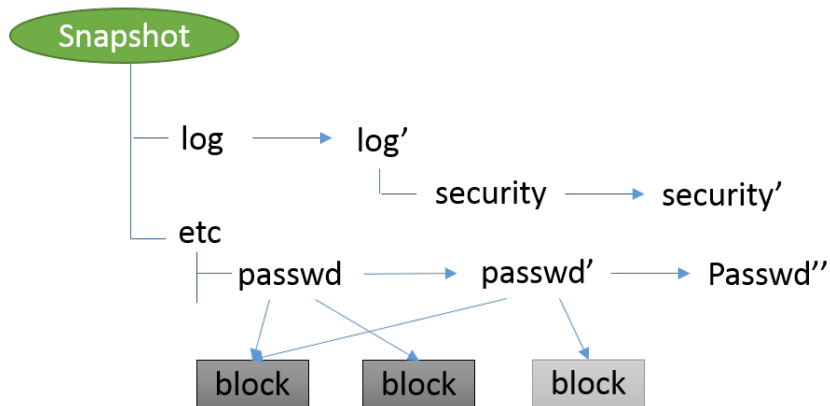 Snapshot
log log’
security security’
etc
passwd passwd’ Passwd’’
block block block